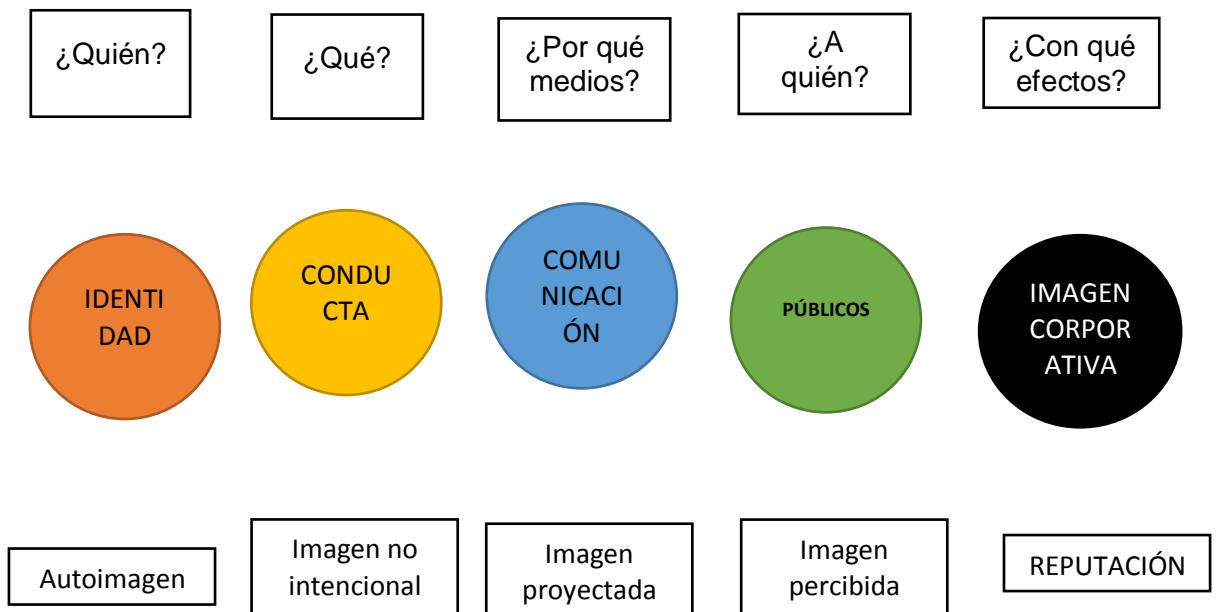 ¿Quién?
¿Qué?
¿Por qué
medios?
¿A
quién?
¿Con qué
efectos?
IDENTI
DAD
CONDU
CTA
COMU
NICACI
ÓN
PÚBLICOS
IMAGEN
CORPOR
ATIVA
Autoimagen
Imagen no
intencional
Imagen
proyectada
Imagen
percibida
REPUTACIÓN